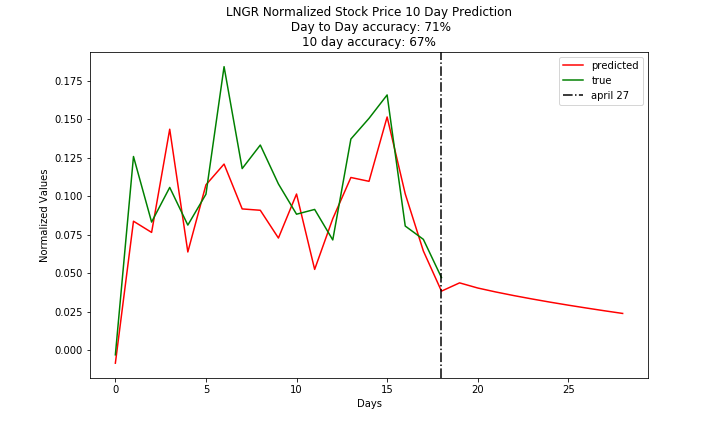 LNGR Normalized Stock Price 10 Day Prediction
Day to Day accuracy: 71%
10 day accuracy: 67%
predicted
true
april 27
0.175
0.150
0.125
0.100
0.075
0.050
0.025
0.000
Normalized Values
0 5 10 15 20 25
Days